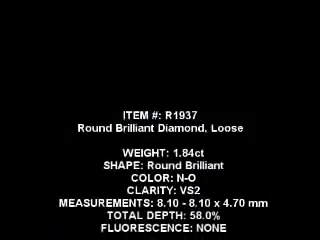 ITEM #: R1937
Round Brilliant Diamond, Loose
WEIGHT: 1.84ct
SHAPE: Round Brilliant
COLOR: N-O
CLARITY: VS2
MEASUREMENTS: 8.10 - 8.10 x 4.70 mm
TOTAL DEPTH: 58.0%
FLUORESCENCE: NONE